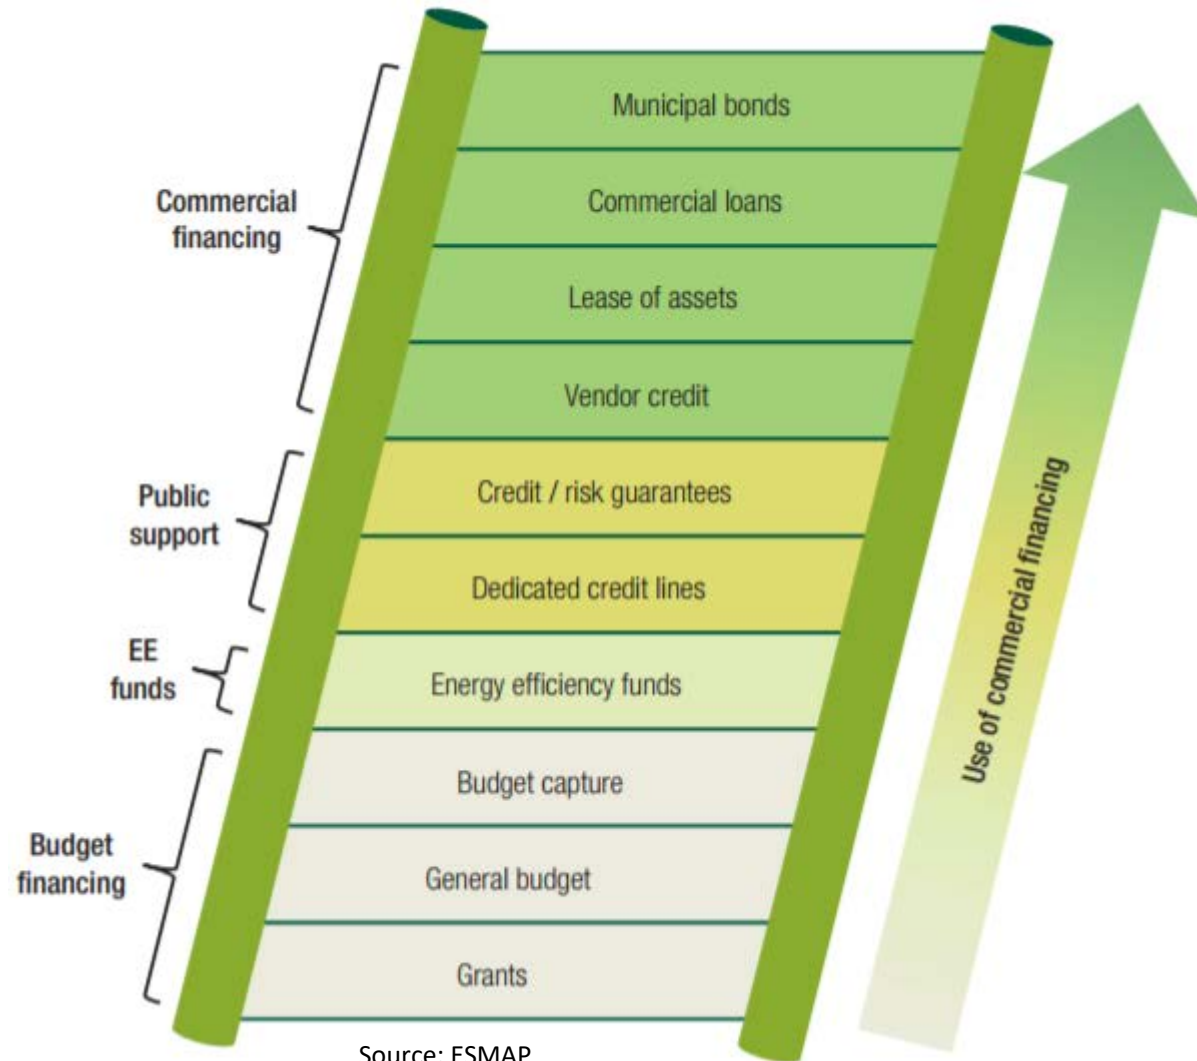 Municipal bonds
Commercial
financing
Commercial loans
Lease of assets
Vendor credit
Public
support
Credit / risk guarantees
Dedicated credit lines
EE
funds
Energy efficiency funds
Budget capture
Budget
financing
General budget
Grants
Use of commercial financing
Source: ESMAP